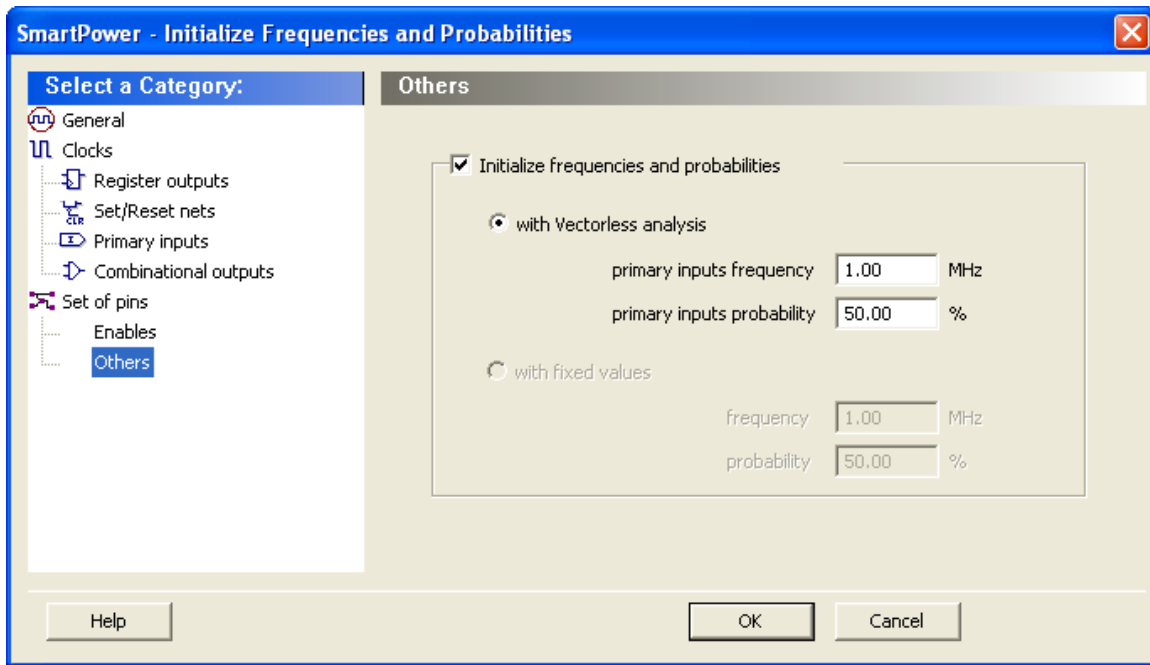 SmartPower - Initialize Frequencies and Probabilities
Select a Category:
General
Clocks
Register outputs
CLR
Set/Reset nets
Primary inputs
Combinational outputs
Set of pins
Enables
Others
Others
Initialize frequencies and probabilities
with Vectorless analysis
primary inputs frequency 1.00 MHz
primary inputs probability 50.00 %
with fixed values
frequency 1.00 MHz
probability 50.00 %
Help OK Cancel